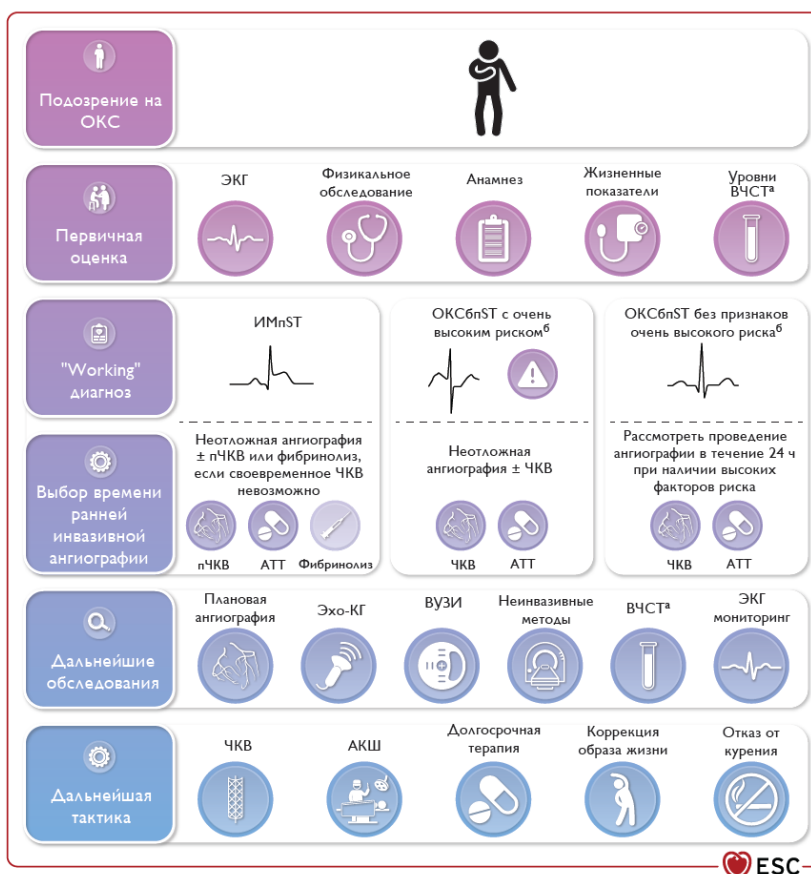 Подозрение на
ОКС
ЭКГ
Физикальное
обследование
Анамнез
Жизненные
показатели
Уровни
ВЧСТª
Первичная
оценка
"Working"
диагноз
ИМпST
ОКСбпST с очень
высоким рискомᵟ
ОКСбпST без признаков
очень высокого рискаᵟ
Выбор времени
ранней
инвазивной
ангиографии
Неотложная ангиография
± пЧКВ или фибринолиз,
если своевременное ЧКВ
невозможно
пЧКВ
АТТ
Фибринолиз
Неотложная
ангиография ± ЧКВ
ЧКВ
АТТ
Рассмотреть проведение
ангиографии в течение 24 ч
при наличии высоких
факторов риска
ЧКВ
АТТ
Дальнейшие
обследования
Плановая
ангиография
Эхо-КГ
ВУЗИ
Неинвазивные
методы
ВЧСТª
ЭКГ
мониторинг
Дальнейшая
тактика
ЧКВ
АКШ
Долгосрочная
терапия
Коррекция
образа жизни
Отказ от
курения
ESC